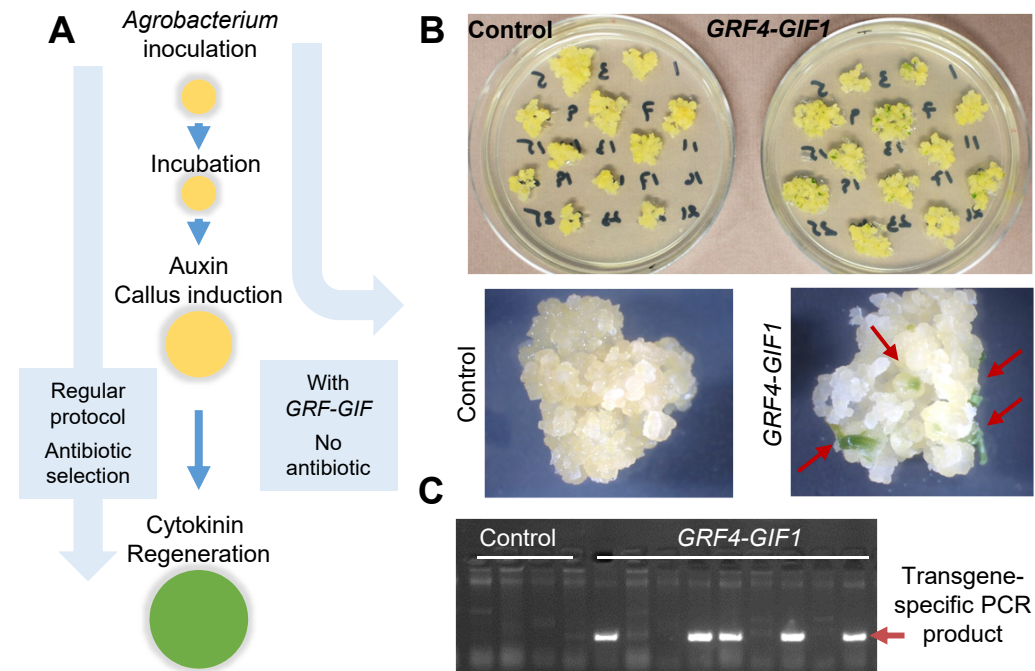 A
Agrobacterium
inoculation
Incubation
Auxin
Callus induction
Regular
protocol
Antibiotic
selection
With
GRF-GIF
No
antibiotic
Cytokinin
Regeneration
B
Control
GRF4-GIF1
Control
GRF4-GIF1
C
Control
GRF4-GIF1
Transgene-
specific PCR
product